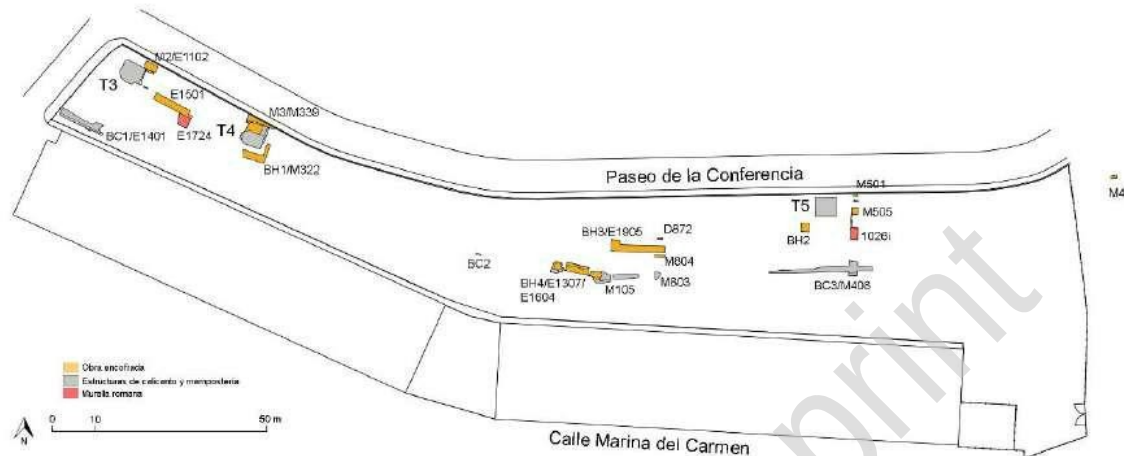 M2/E1102
T3
E1501
M3/M339
BC1/E1401
E1724
T4
BH1/M322
Paseo de la Conferencia
M4
M501
T5
M505
BH3/E1905
D872
BH2
1026i
BC2
M804
BH4/E1307/
E1604
M105
M803
BC3/M408
Obra encofrada
Estructuras de calicanto y mampostería
Muralla romana
0
10
50 m
N
Calle Marina del Carmen
print